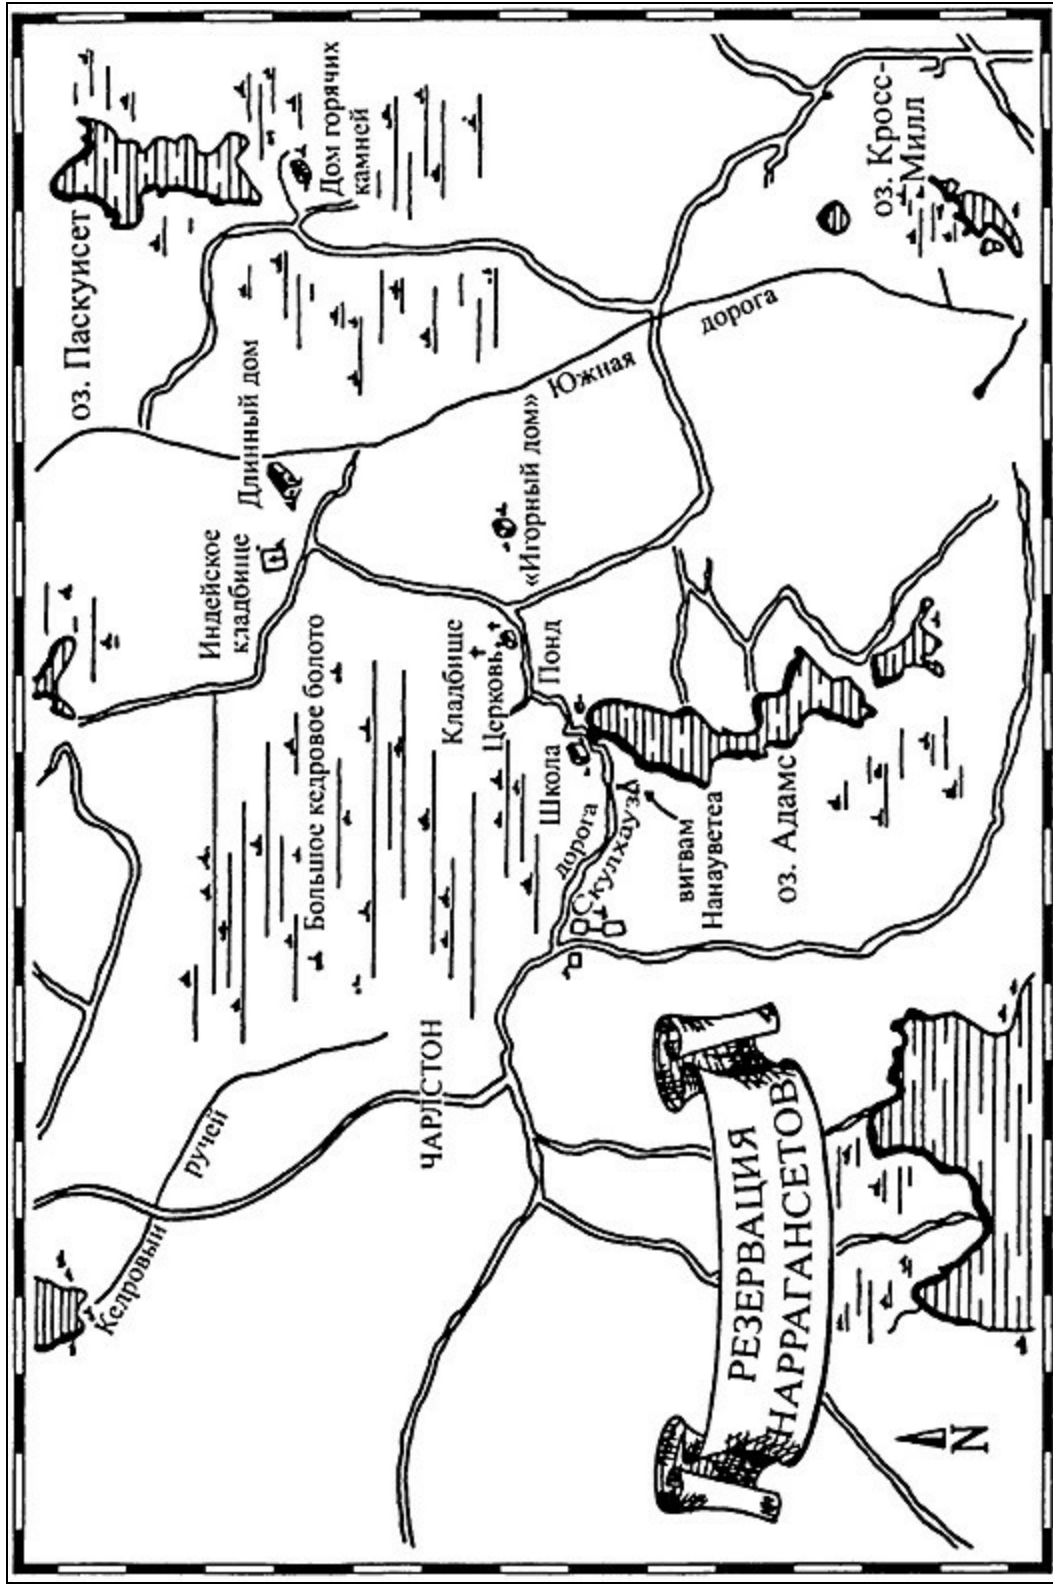 оз. Паскуисет
Дом горячих
камней
Длинный дом
Индейское
кладбище
оз. Кросс-
Милл
Южная
дорога
«Игорный дом»
Большое кедровое болото
Кладбище
Церковь
Понд
Школа
дорога
Скулхауз
вигвам
Нанауветеа
оз. Адамс
ЧАРЛСТОН
Кедровый
ручей
РЕЗЕРВАЦИЯ
НАРРАГАНСЕТОВ
N